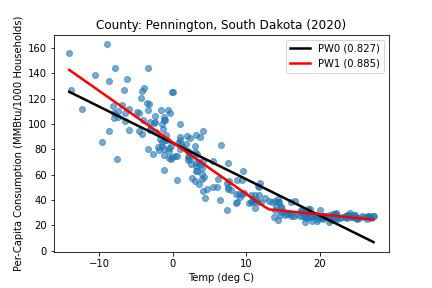 County: Pennington, South Dakota (2020)
PW0 (0.827)
PW1 (0.885)
Per-Capita Consumption (MMBtu/1000 Households)
160
140
120
100
80
60
40
20
0
−10
0
10
20
Temp (deg C)